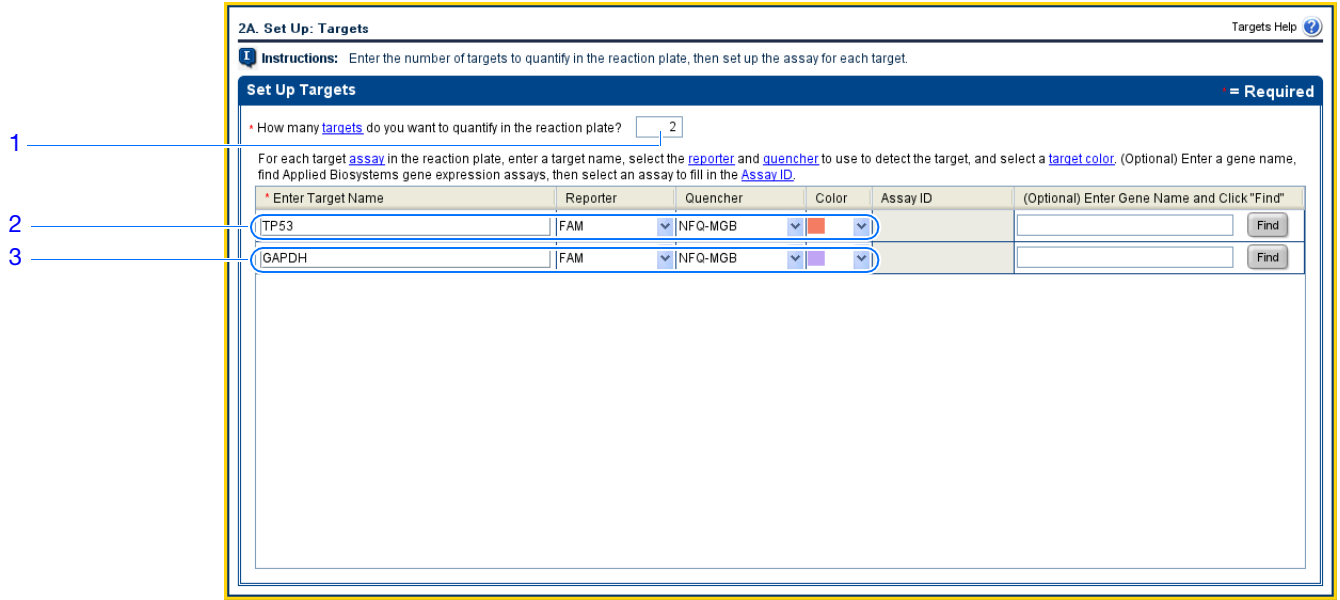 2A. Set Up: Targets
Targets Help ?
I Instructions: Enter the number of targets to quantify in the reaction plate, then set up the assay for each target.
Set Up Targets
* = Required
* How many targets do you want to quantify in the reaction plate? 2
1
For each target assay in the reaction plate, enter a target name, select the reporter and quencher to use to detect the target, and select a target color. (Optional) Enter a gene name,
find Applied Biosystems gene expression assays, then select an assay to fill in the Assay ID.
* Enter Target Name Reporter Quencher Color Assay ID (Optional) Enter Gene Name and Click "Find"
2
TP53 FAM NFQ-MGB Find
3
GAPDH FAM NFQ-MGB Find